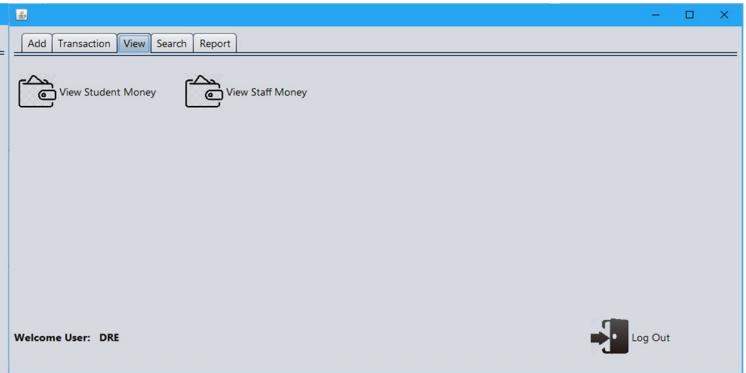 Add Transaction View Search Report
View Student Money View Staff Money
Welcome User: DRE Log Out